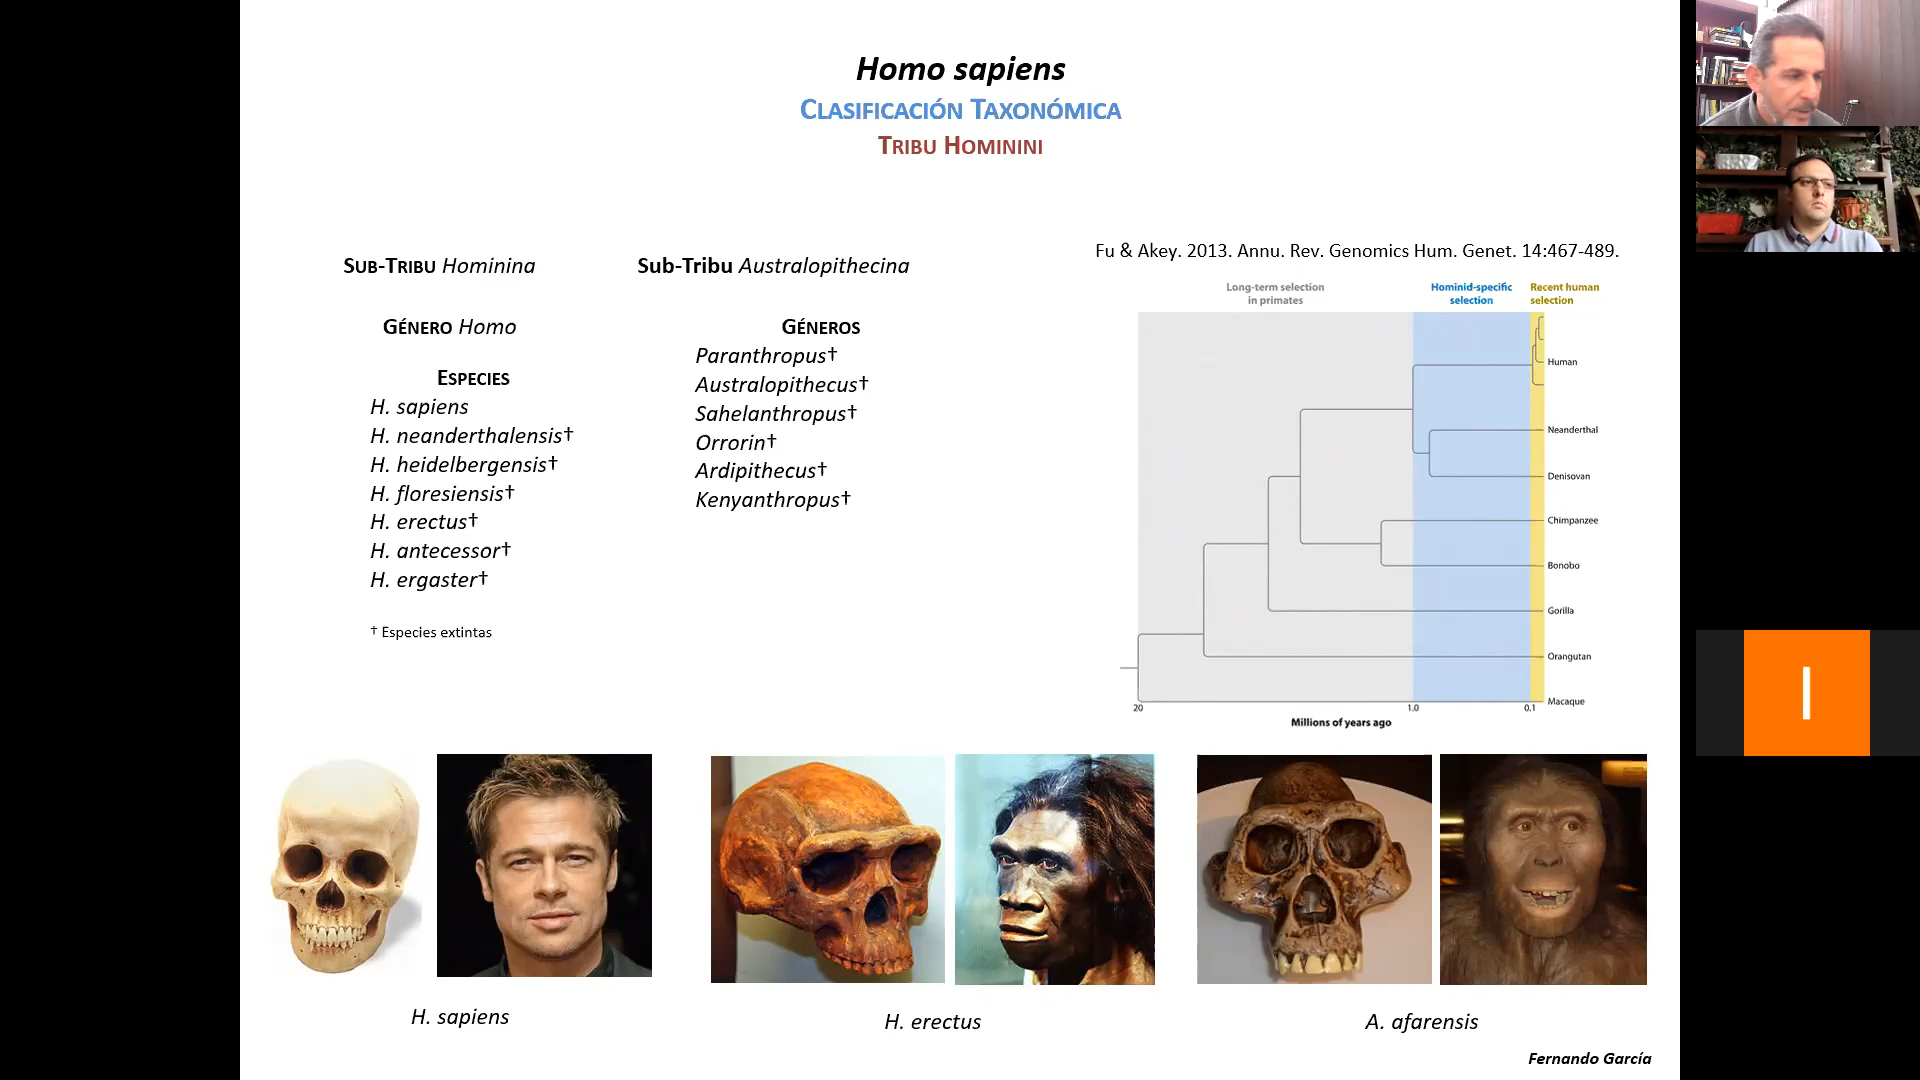 Homo sapiens
CLASIFICACIÓN TAXONÓMICA
TRIBU HOMININI
SUB-TRIBU Hominina
GÉNERO Homo
ESPECIES
H. sapiens
H. neanderthalensis†
H. heidelbergensis†
H. floresiensis†
H. erectus†
H. antecessor†
H. ergaster†
† Especies extintas
Sub-Tribu Australopithecina
GÉNEROS
Paranthropus†
Australopithecus†
Sahelanthropus†
Orrorin†
Ardipithecus†
Kenyanthropus†
Fu & Akey. 2013. Annu. Rev. Genomics Hum. Genet. 14:467-489.
Long-term selection
in primates
Hominid-specific
selection
Recent human
selection
Human
Neanderthal
Denisovan
Chimpanzee
Bonobo
Gorilla
Orangutan
Macaque
20
1.0
0.1
Millions of years ago
H. sapiens
H. erectus
A. afarensis
Fernando García
I